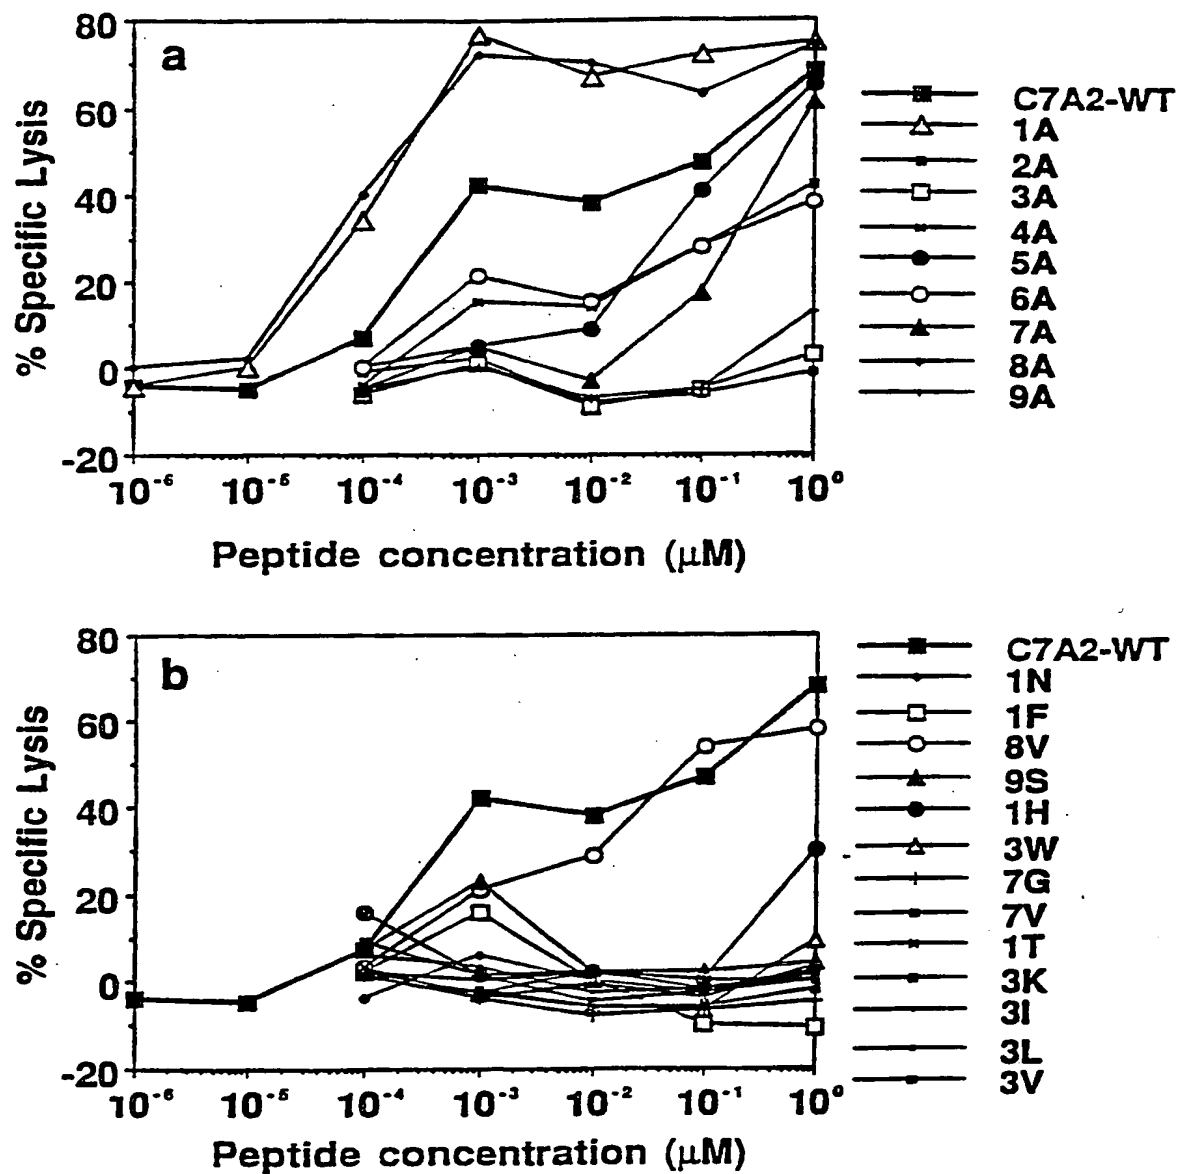 a
80
60
40
20
0
-20
% Specific Lysis
10⁻⁶ 10⁻⁵ 10⁻⁴ 10⁻³ 10⁻² 10⁻¹ 10⁰
Peptide concentration (μM)
C7A2-WT
1A
2A
3A
4A
5A
6A
7A
8A
9A
b
80
60
40
20
0
-20
% Specific Lysis
10⁻⁶ 10⁻⁵ 10⁻⁴ 10⁻³ 10⁻² 10⁻¹ 10⁰
Peptide concentration (μM)
C7A2-WT
1N
1F
8V
9S
1H
3W
7G
7V
1T
3K
3I
3L
3V